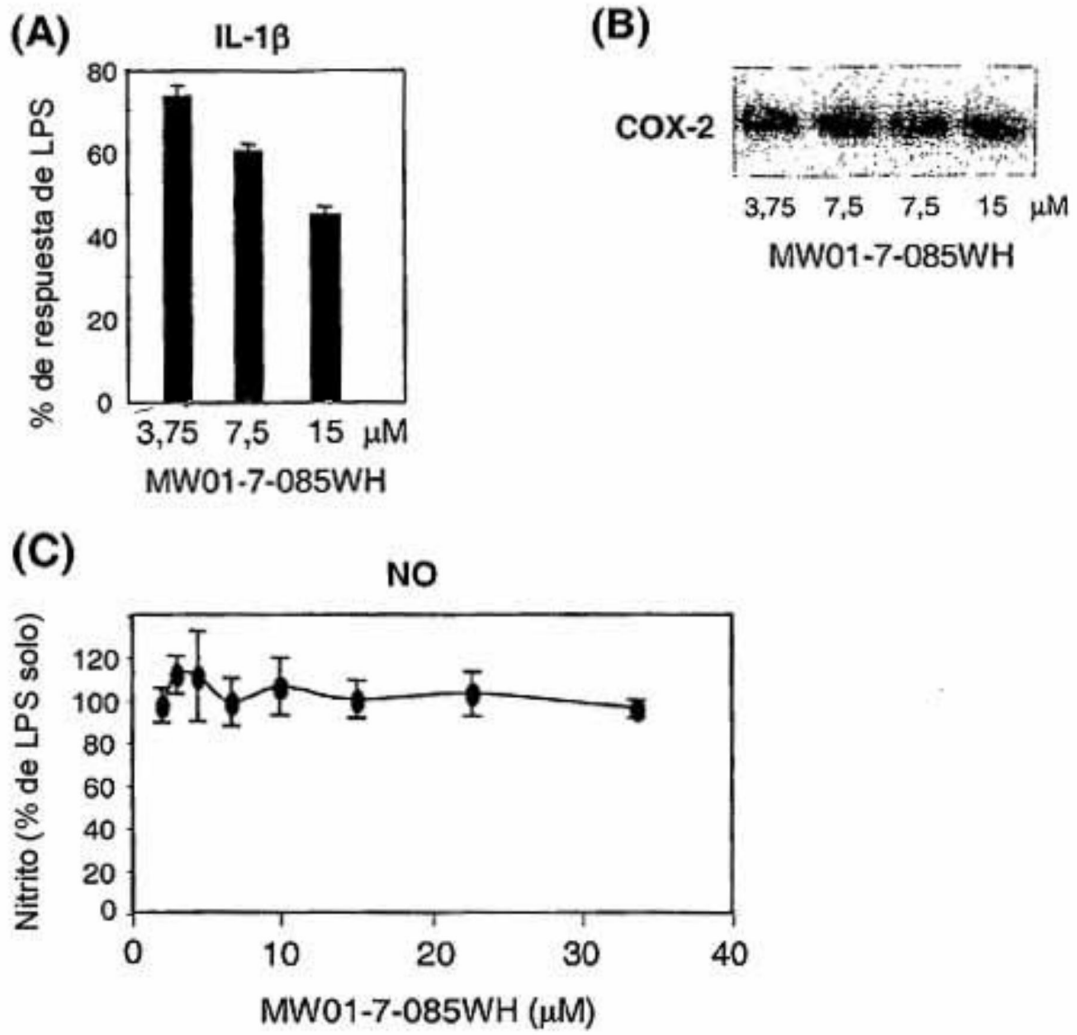 (A)
IL-1β
% de respuesta de LPS
80
60
40
20
0
3,75 7,5 15 μM
MW01-7-085WH
(B)
COX-2
3,75 7,5 7,5 15 μM
MW01-7-085WH
(C)
NO
Nitrito (% de LPS solo)
120
100
80
60
40
20
0
0 10 20 30 40
MW01-7-085WH (μM)